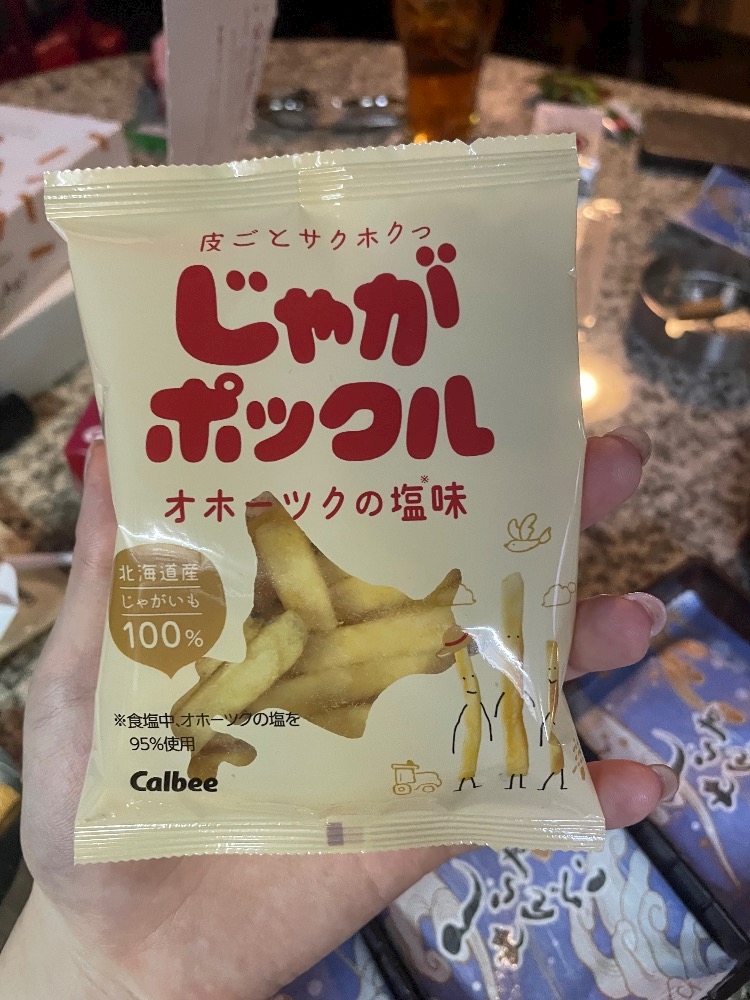 皮ごとサクホクっ
じゃが
ポックル
オホーツクの塩※味
北海道産
じゃがいも
100%
※食塩中、オホーツクの塩を
95%使用
Calbee